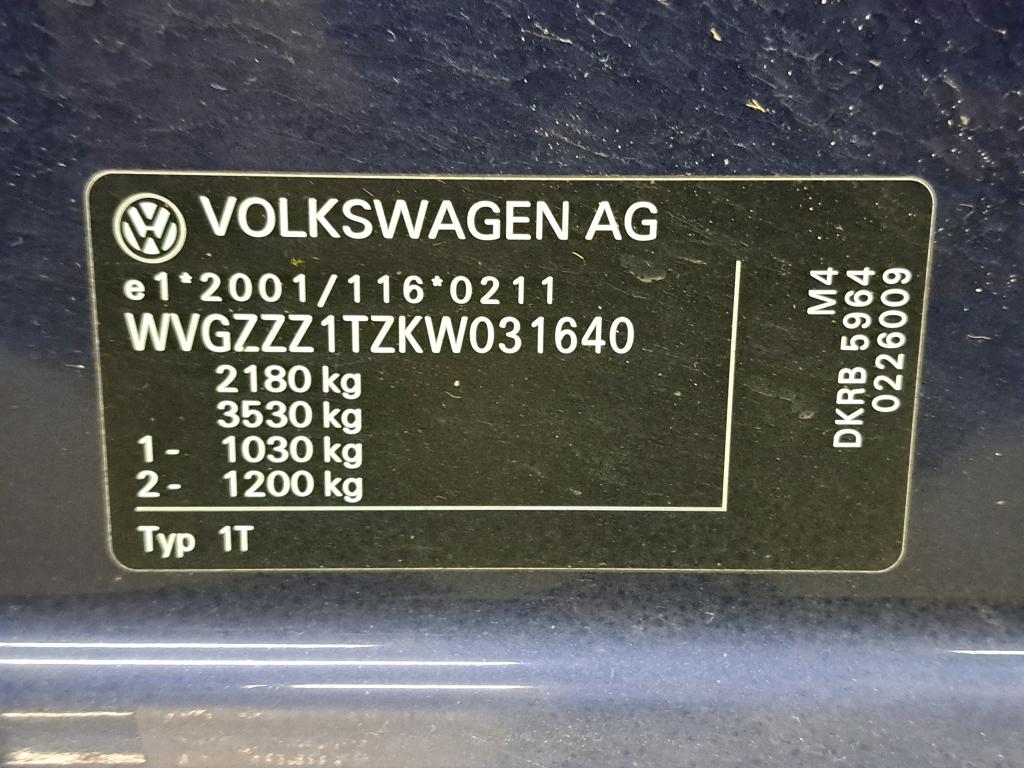 VOLKSWAGEN AG
e1*2001/116*0211
WVGZZZ1TZKW031640
2180 kg
3530 kg
1- 1030 kg
2- 1200 kg
Typ 1T
M4
DKRB 5964
0226009